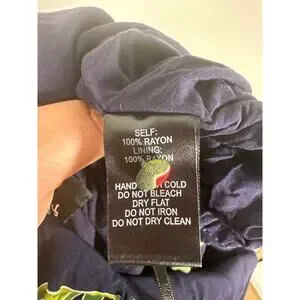 SELF:
100% RAYON
LINING:
100% RAYON
HAND COLD
DO NOT BLEACH
DRY FLAT
DO NOT IRON
DO NOT DRY CLEAN